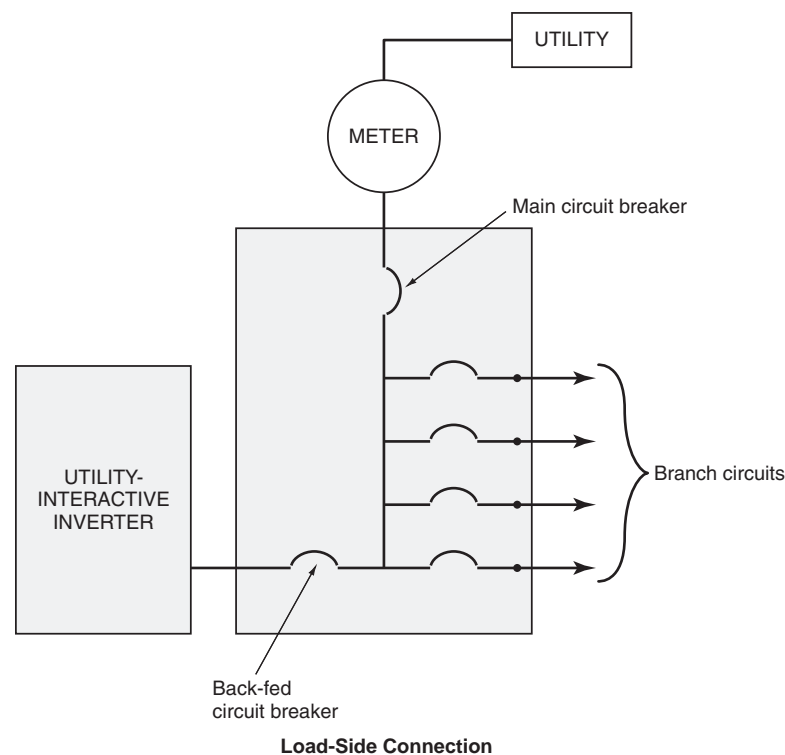 UTILITY
METER
Main circuit breaker
UTILITY-
INTERACTIVE
INVERTER
Branch circuits
Back-fed
circuit breaker
Load-Side Connection